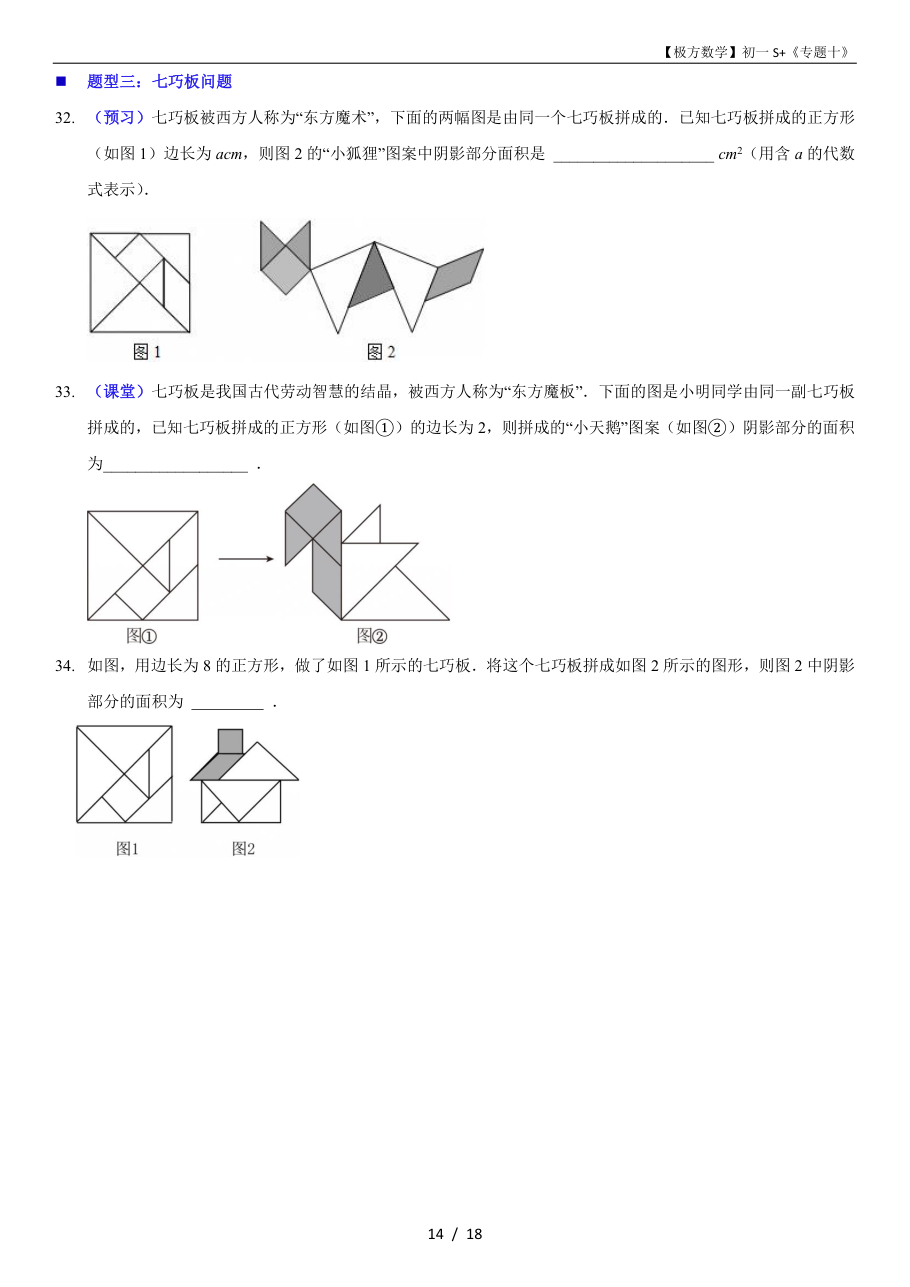 【极方数学】初一 S+《专题十》
■ 题型三：七巧板问题
32. （预习）七巧板被西方人称为“东方魔术”，下面的两幅图是由同一个七巧板拼成的．已知七巧板拼成的正方形
（如图 1）边长为 acm，则图 2 的“小狐狸”图案中阴影部分面积是 ____________________ cm²（用含 a 的代数
式表示）．
图 1 图 2
33. （课堂）七巧板是我国古代劳动智慧的结晶，被西方人称为“东方魔板”．下面的图是小明同学由同一副七巧板
拼成的，已知七巧板拼成的正方形（如图①）的边长为 2，则拼成的“小天鹅”图案（如图②）阴影部分的面积
为__________________ ．
图① 图②
34. 如图，用边长为 8 的正方形，做了如图 1 所示的七巧板．将这个七巧板拼成如图 2 所示的图形，则图 2 中阴影
部分的面积为 _________ ．
图1 图2
14 / 18